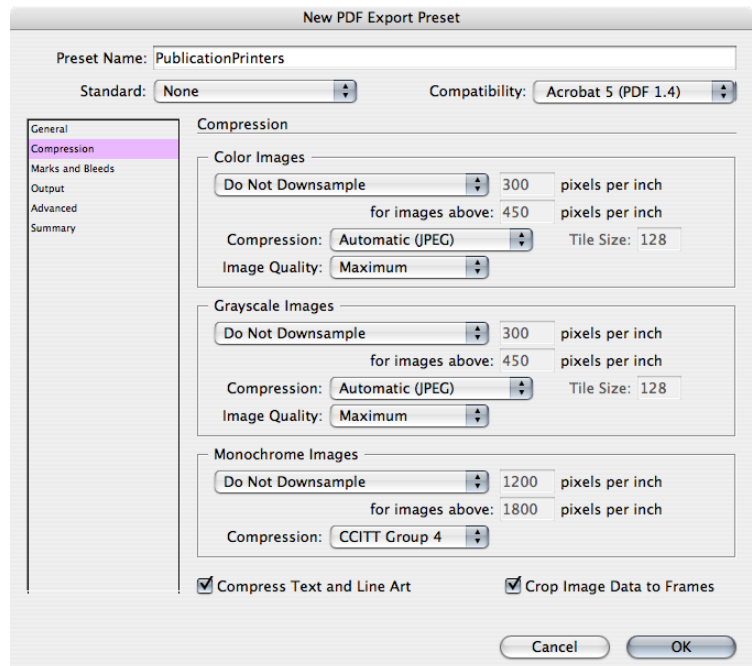 New PDF Export Preset
Preset Name: PublicationPrinters
Standard: None Compatibility: Acrobat 5 (PDF 1.4)
General
Compression
Marks and Bleeds
Output
Advanced
Summary
Compression
Color Images
Do Not Downsample 300 pixels per inch
for images above: 450 pixels per inch
Compression: Automatic (JPEG) Tile Size: 128
Image Quality: Maximum
Grayscale Images
Do Not Downsample 300 pixels per inch
for images above: 450 pixels per inch
Compression: Automatic (JPEG) Tile Size: 128
Image Quality: Maximum
Monochrome Images
Do Not Downsample 1200 pixels per inch
for images above: 1800 pixels per inch
Compression: CCITT Group 4
Compress Text and Line Art Crop Image Data to Frames
Cancel OK